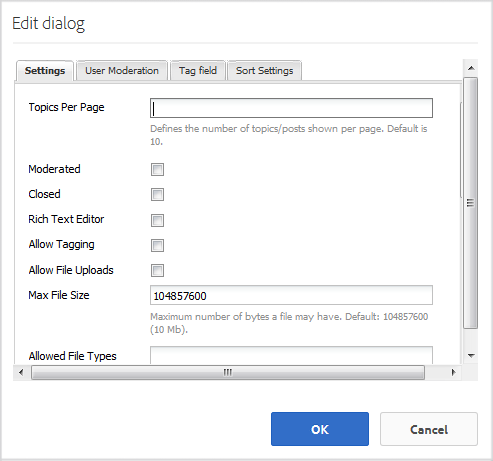 Edit dialog
Settings User Moderation Tag field Sort Settings
Topics Per Page
Defines the number of topics/posts shown per page. Default is
10.
Moderated
Closed
Rich Text Editor
Allow Tagging
Allow File Uploads
Max File Size 104857600
Maximum number of bytes a file may have. Default: 104857600
(10 Mb).
Allowed File Types
OK Cancel